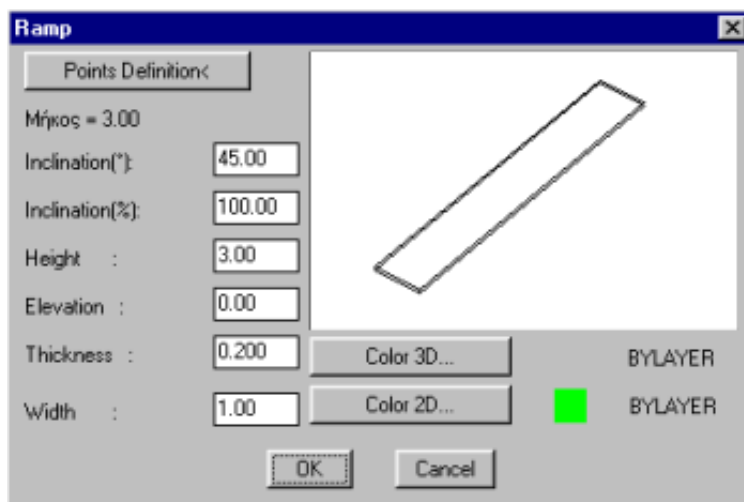 Ramp
Points Definition<
Μήκος = 3.00
Inclination(°): 45.00
Inclination(%): 100.00
Height : 3.00
Elevation : 0.00
Thickness : 0.200
Color 3D... BYLAYER
Width : 1.00
Color 2D... BYLAYER
OK Cancel